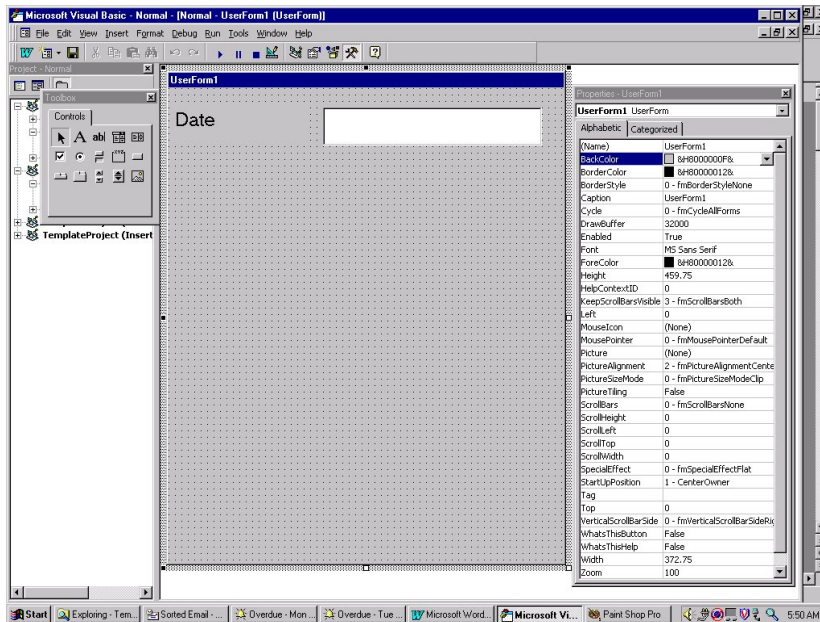 Microsoft Visual Basic - Normal - [Normal - UserForm1 (UserForm)]
File Edit View Insert Format Debug Run Tools Window Help
Project - Normal
Toolbox
Controls
A abl
TemplateProject (Insert
UserForm1
Date
Properties - UserForm1
UserForm1 UserForm
Alphabetic Categorized
(Name) UserForm1
BackColor &H8000000F&
BorderColor &H80000012&
BorderStyle 0 - fmBorderStyleNone
Caption UserForm1
Cycle 0 - fmCycleAllForms
DrawBuffer 32000
Enabled True
Font MS Sans Serif
ForeColor &H80000012&
Height 459.75
HelpContextID 0
KeepScrollBarsVisible 3 - fmScrollBarsBoth
Left 0
MouseIcon (None)
MousePointer 0 - fmMousePointerDefault
Picture (None)
PictureAlignment 2 - fmPictureAlignmentCente
PictureSizeMode 0 - fmPictureSizeModeClip
PictureTiling False
ScrollBars 0 - fmScrollBarsNone
ScrollHeight 0
ScrollLeft 0
ScrollTop 0
ScrollWidth 0
SpecialEffect 0 - fmSpecialEffectFlat
StartUpPosition 1 - CenterOwner
Tag
Top 0
VerticalScrollBarSide 0 - fmVerticalScrollBarSideRig
WhatsThisButton False
WhatsThisHelp False
Width 372.75
Zoom 100
Start Exploring - Tem... Sorted Email - ... Overdue - Mon ... Overdue - Tue ... Microsoft Word... Microsoft Vi... Paint Shop Pro 5:50 AM